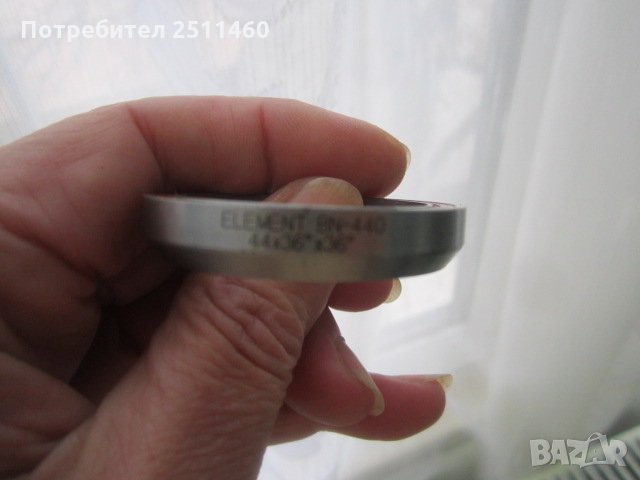 Потребител 2511460
ELEMENT BN-440
44x36°x36°
BAZAR